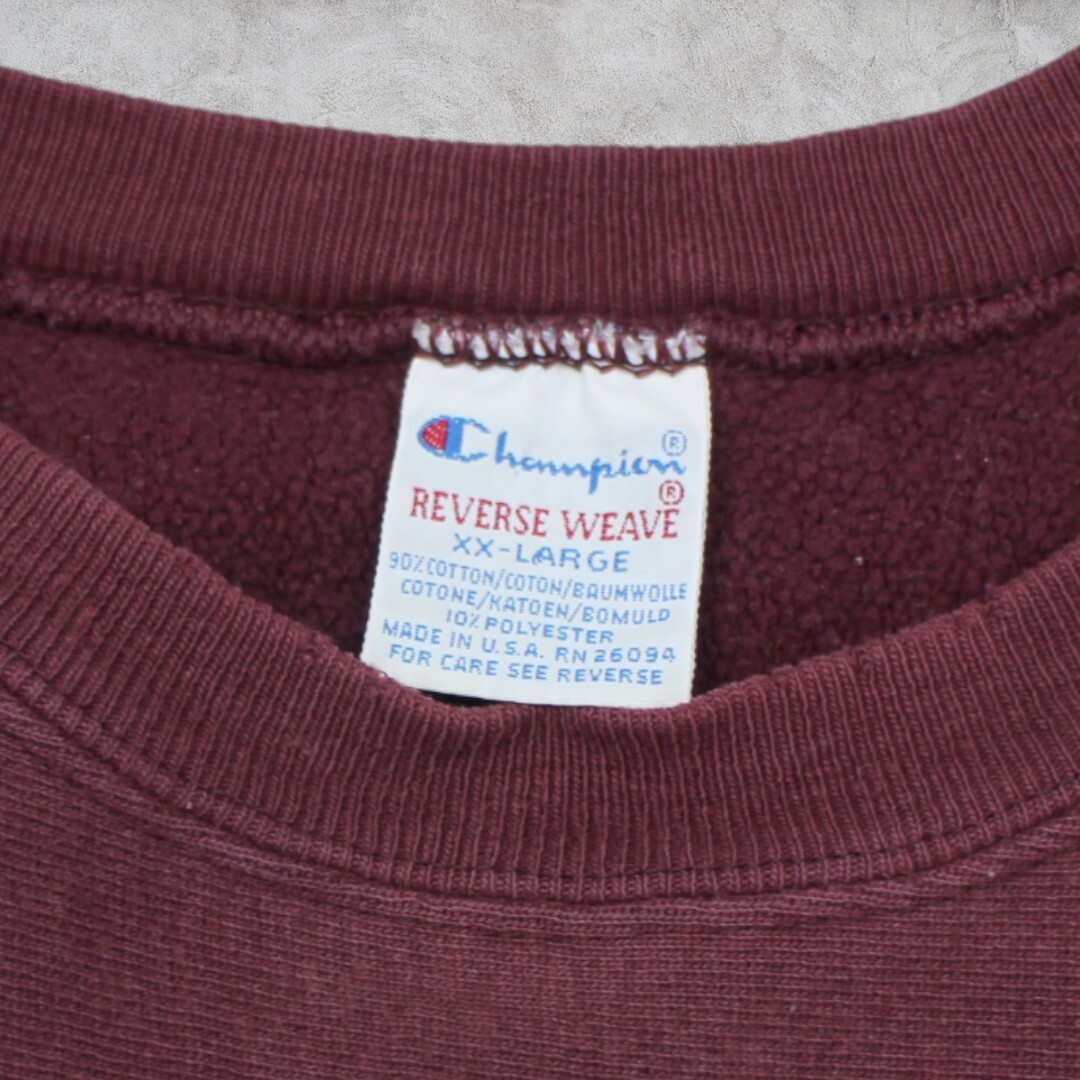 Champion®
REVERSE WEAVE®
XX-LARGE
90% COTTON/COTON/BAUMWOLLE
COTONE/KATOEN/BOMULD
10% POLYESTER
MADE IN U.S.A. RN 26094
FOR CARE SEE REVERSE